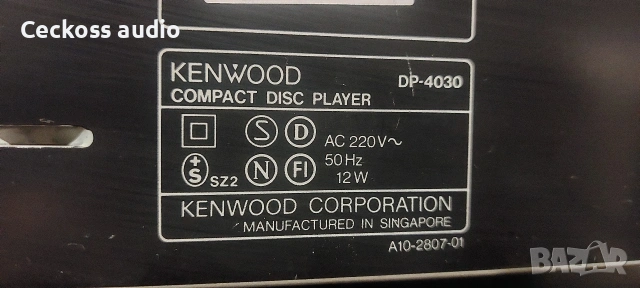 Ceckoss audio
KENWOOD DP-4030
COMPACT DISC PLAYER
S D AC 220V~
50 Hz
+S SZ2 N FI 12 W
KENWOOD CORPORATION
MANUFACTURED IN SINGAPORE
A10-2807-01
BAZAR